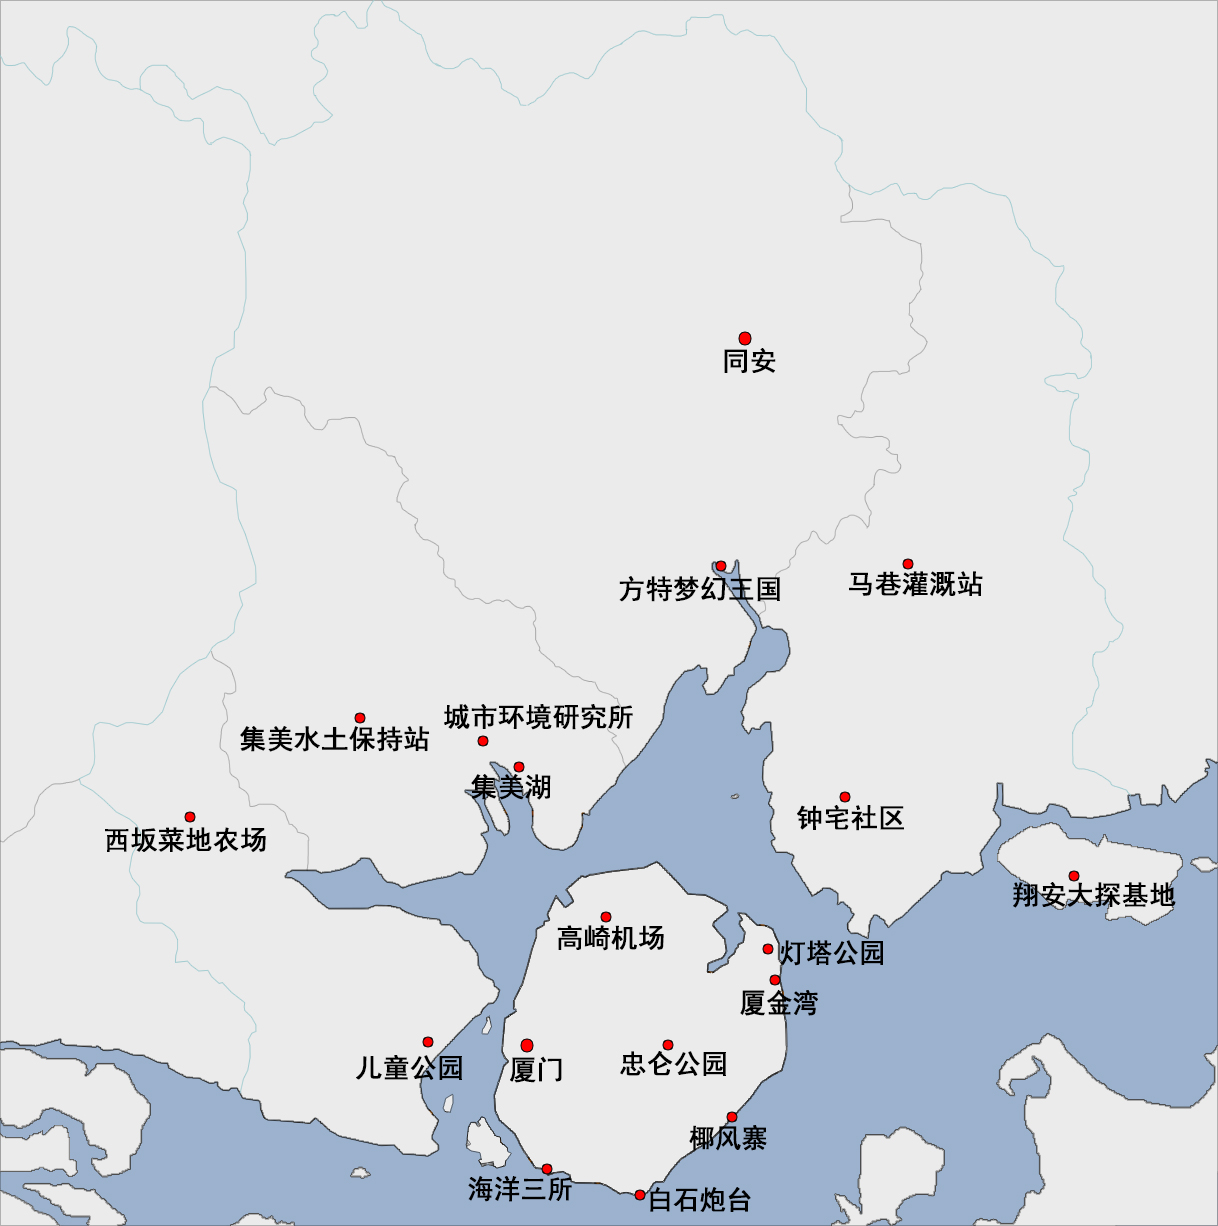 同安
方特梦幻王国
马巷灌溉站
城市环境研究所
集美水土保持站
集美湖
钟宅社区
西坂菜地农场
翔安大探基地
高崎机场
灯塔公园
厦金湾
儿童公园
厦门
忠仑公园
椰风寨
海洋三所
白石炮台